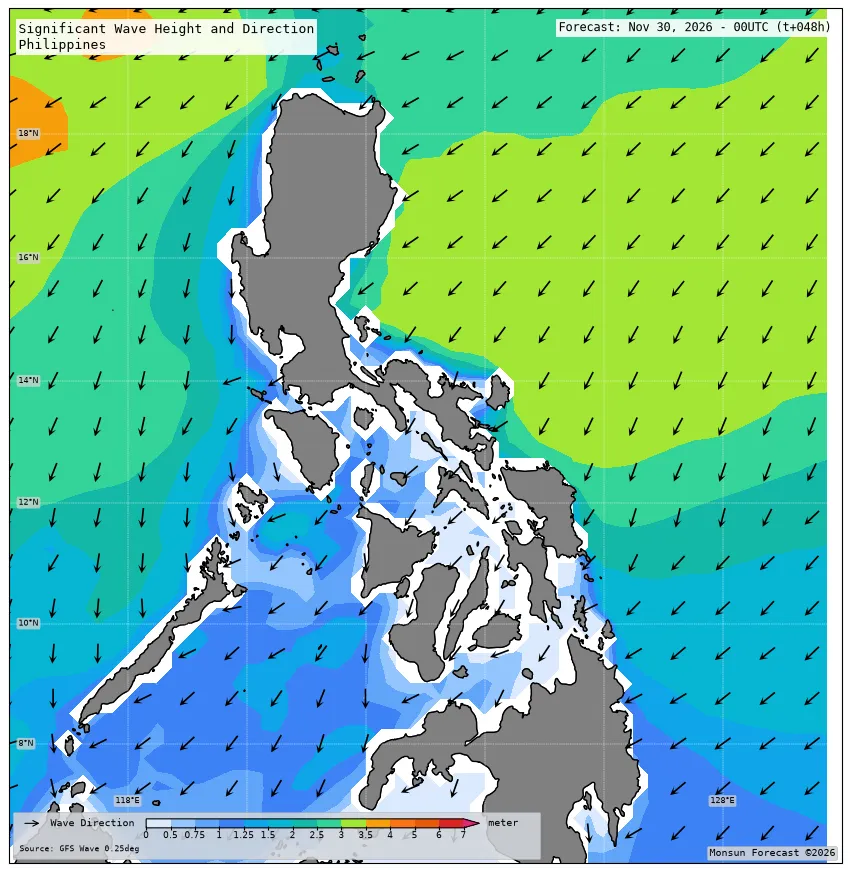 Significant Wave Height and Direction
Philippines
Forecast: Nov 30, 2026 - 00UTC (t+048h)
18°N
16°N
14°N
12°N
10°N
8°N
118°E
128°E
Wave Direction
0 0.5 0.75 1 1.25 1.5 2 2.5 3 3.5 4 5 6 7 meter
Source: GFS Wave 0.25deg
Monsun Forecast ©2026